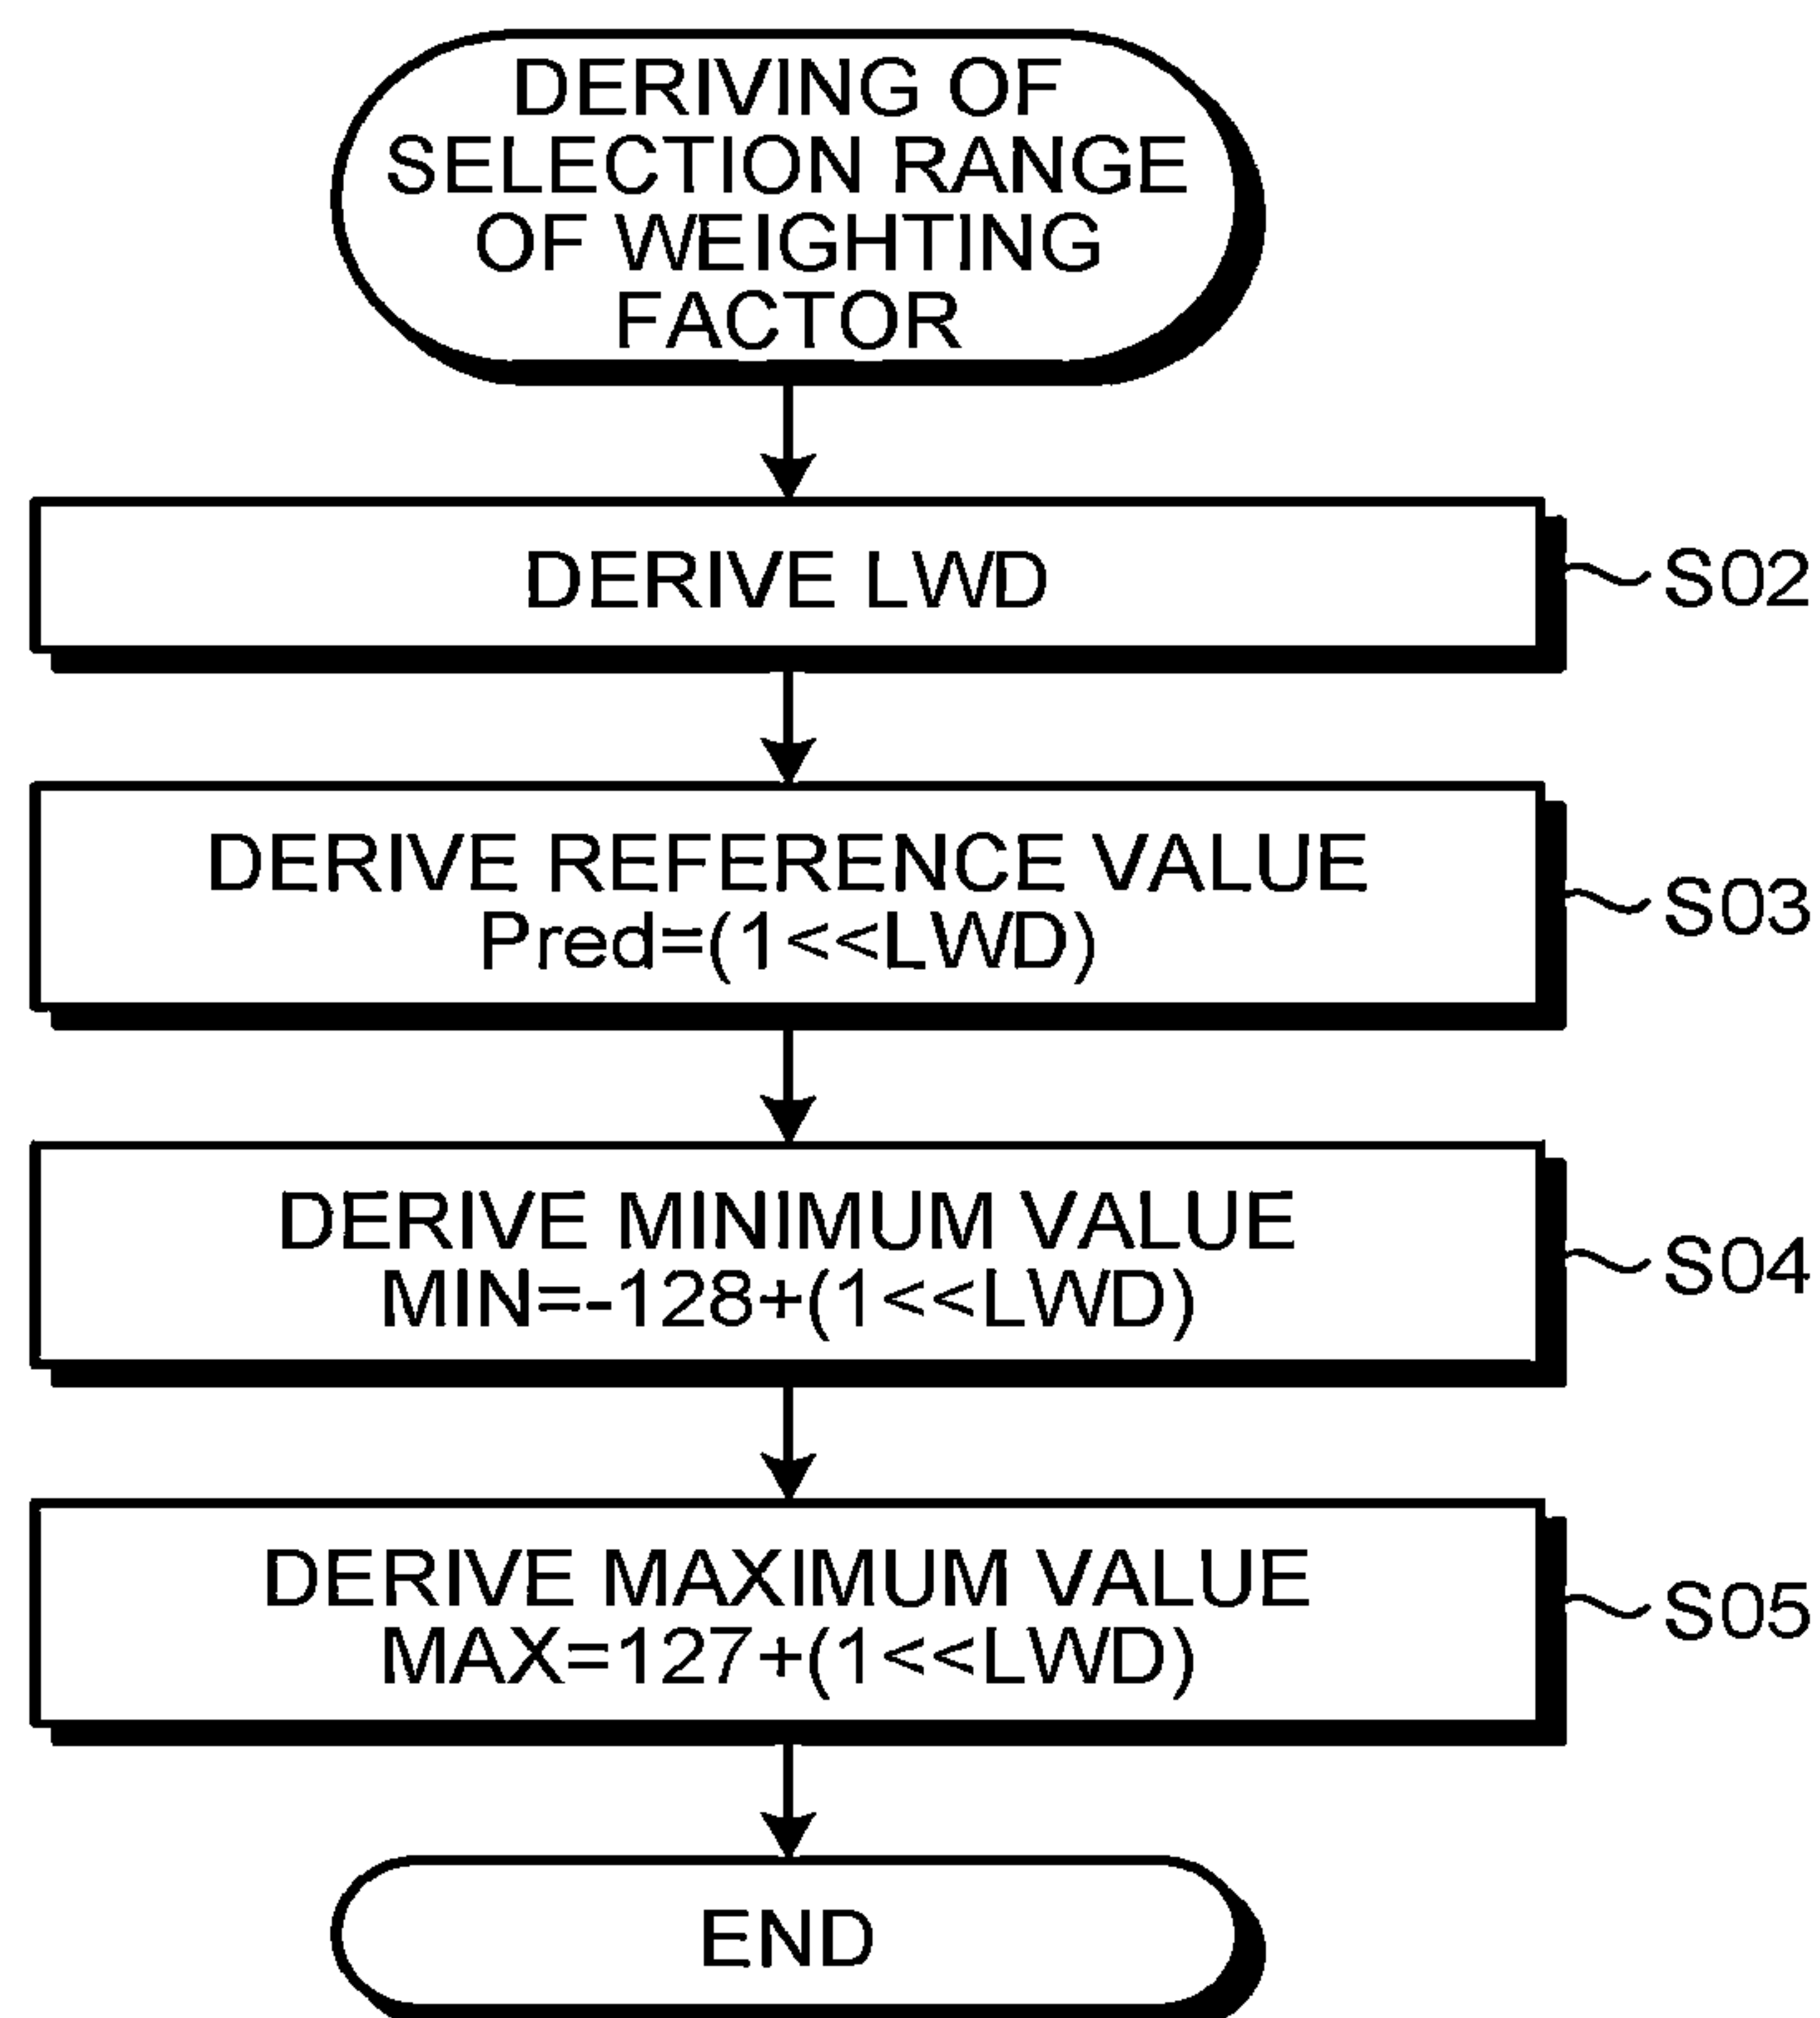 DERIVING OF
SELECTION RANGE
OF WEIGHTING
FACTOR
DERIVE LWD
S02
DERIVE REFERENCE VALUE
Pred=(1<<LWD)
S03
DERIVE MINIMUM VALUE
MIN=-128+(1<<LWD)
S04
DERIVE MAXIMUM VALUE
MAX=127+(1<<LWD)
S05
END